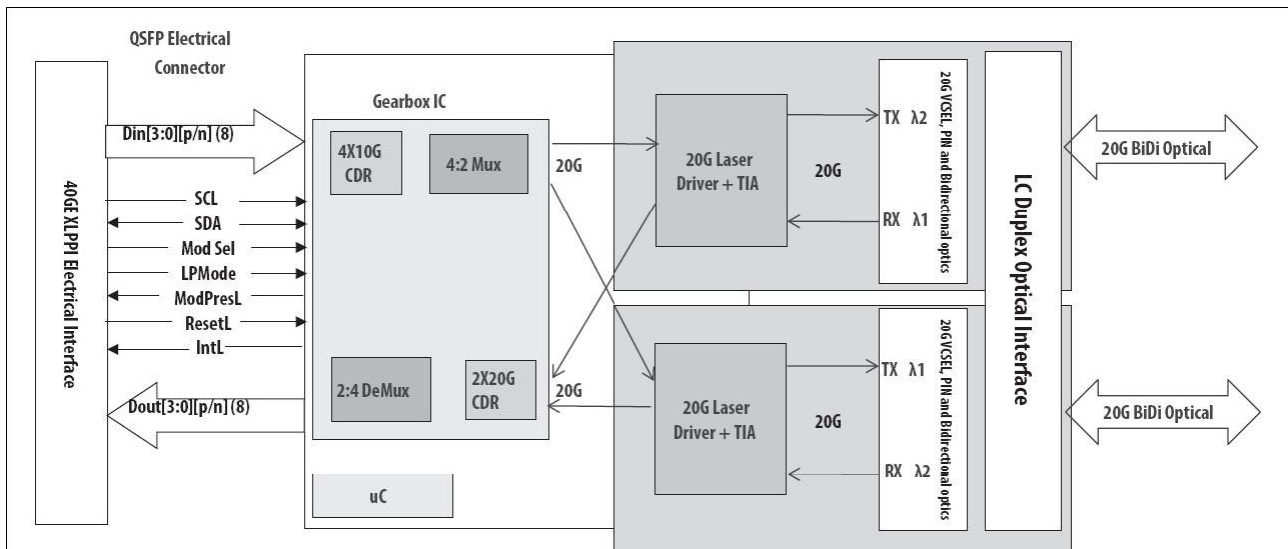 QSFP Electrical
Connector
40GE XLPPI Electrical Interface
Din[3:0][p/n] (8)
SCL
SDA
Mod Sel
LPMode
ModPresL
ResetL
IntL
Dout[3:0][p/n] (8)
Gearbox IC
4X10G
CDR
4:2 Mux
2:4 DeMux
2X20G
CDR
uC
20G
20G
20G Laser
Driver + TIA
20G
TX λ2
RX λ1
20G VCSEL, PIN and Bidirectional optics
20G Laser
Driver + TIA
20G
TX λ1
RX λ2
20G VCSEL, PIN and Bidirectional optics
LC Duplex Optical Interface
20G BiDi Optical
20G BiDi Optical